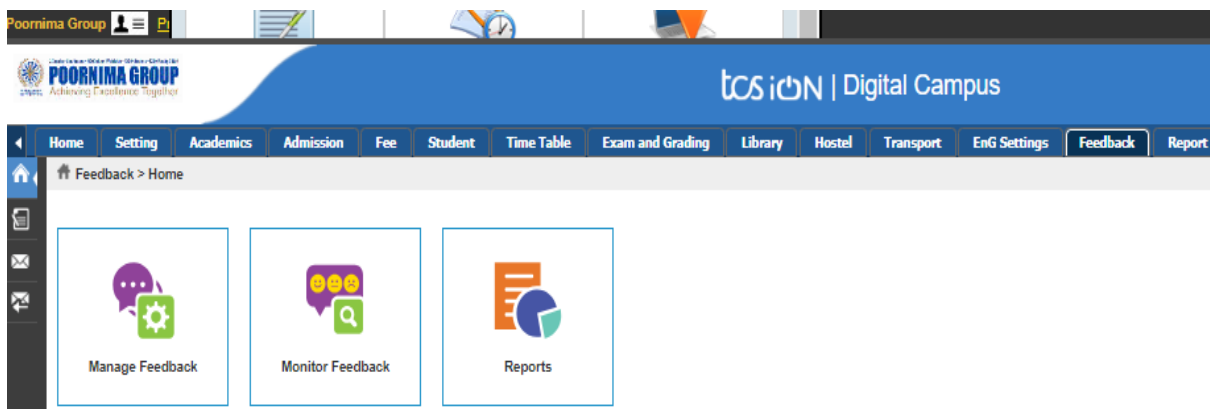 Poornima Group
POORNIMA GROUP
Achieving Excellence Together
tcs iON | Digital Campus
Home Setting Academics Admission Fee Student Time Table Exam and Grading Library Hostel Transport EnG Settings Feedback Report
Feedback > Home
Manage Feedback Monitor Feedback Reports